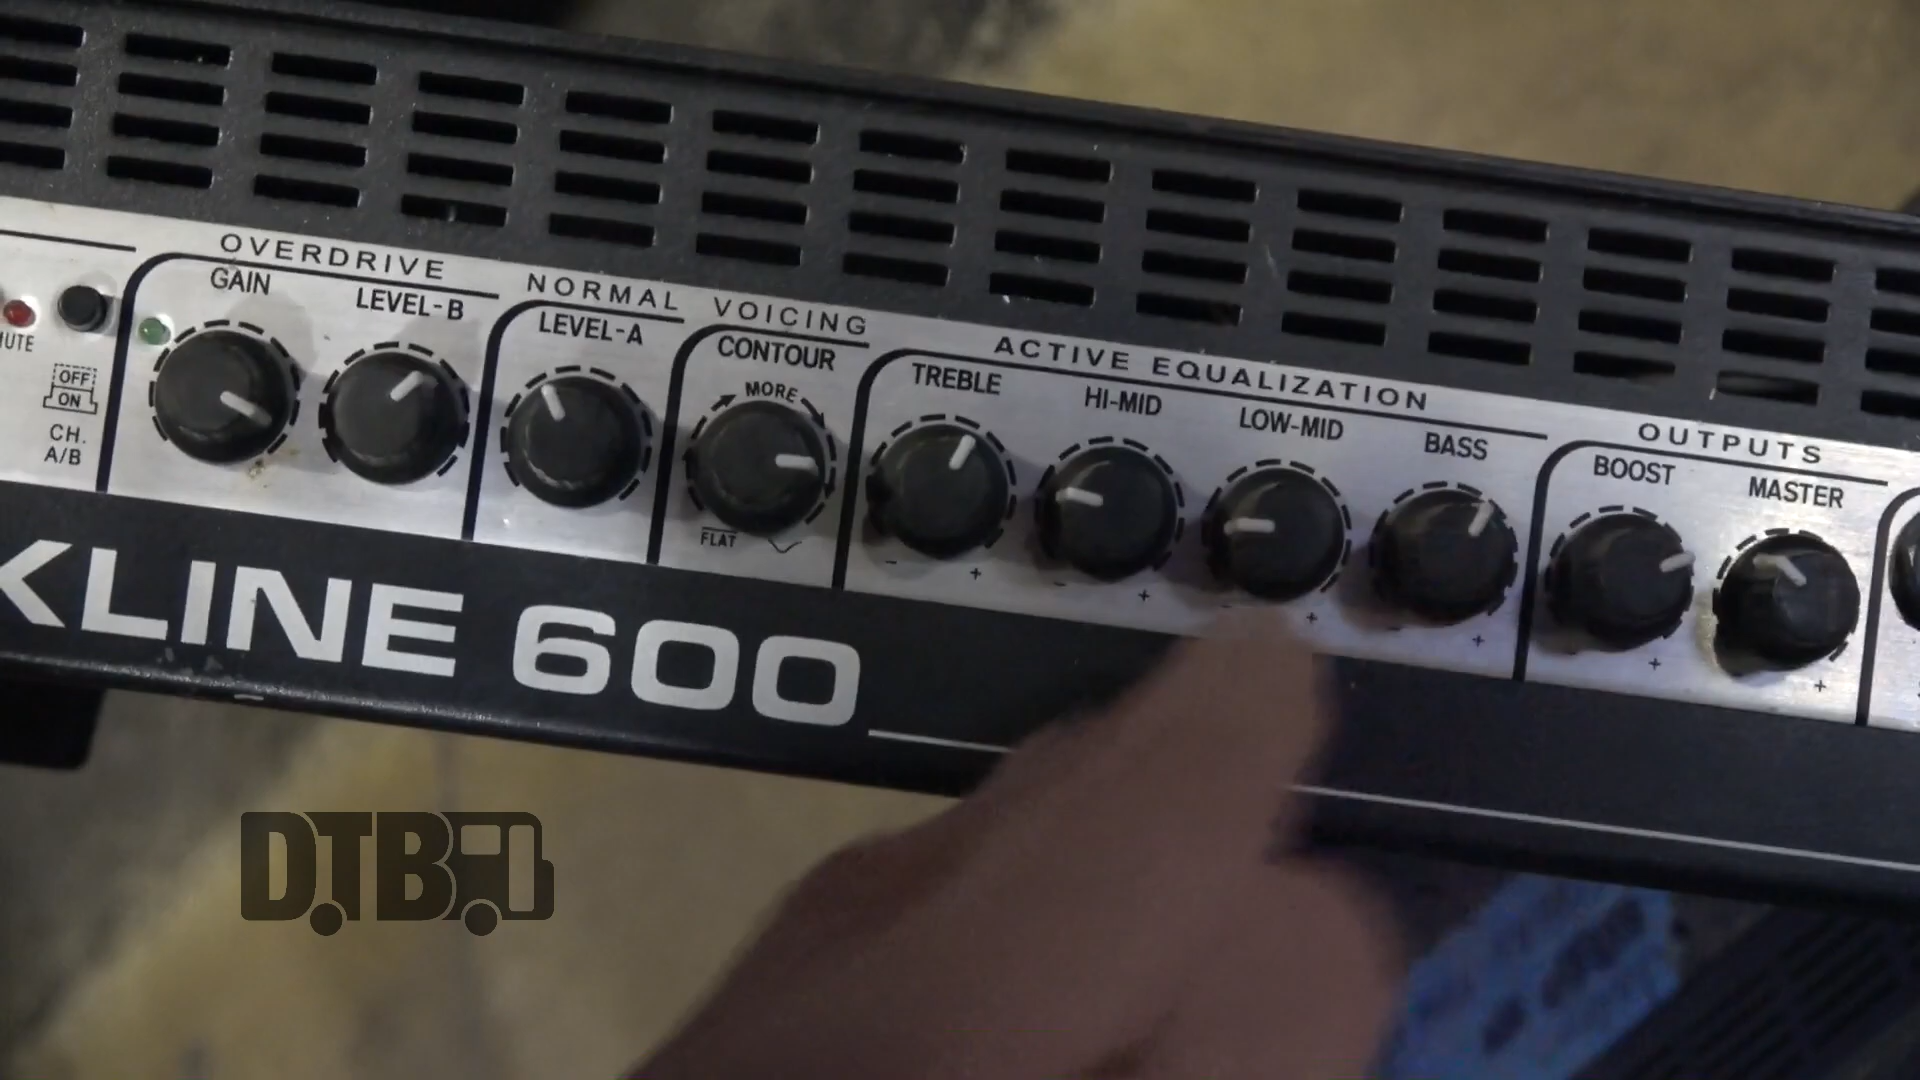 OVERDRIVE
GAIN
LEVEL-B
NORMAL
LEVEL-A
VOICING
CONTOUR
MORE
FLAT
ACTIVE EQUALIZATION
TREBLE
HI-MID
LOW-MID
BASS
- +
- +
- +
- +
OUTPUTS
BOOST
MASTER
+
+
OFF
ON
CH.
A/B
KLINE 600
DTB